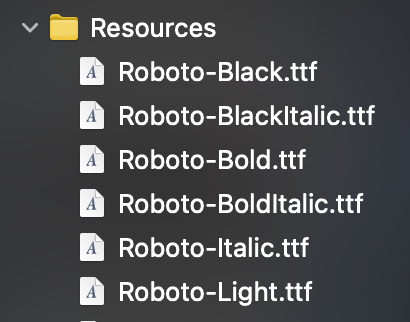 Resources
Roboto-Black.ttf
Roboto-BlackItalic.ttf
Roboto-Bold.ttf
Roboto-BoldItalic.ttf
Roboto-Italic.ttf
Roboto-Light.ttf